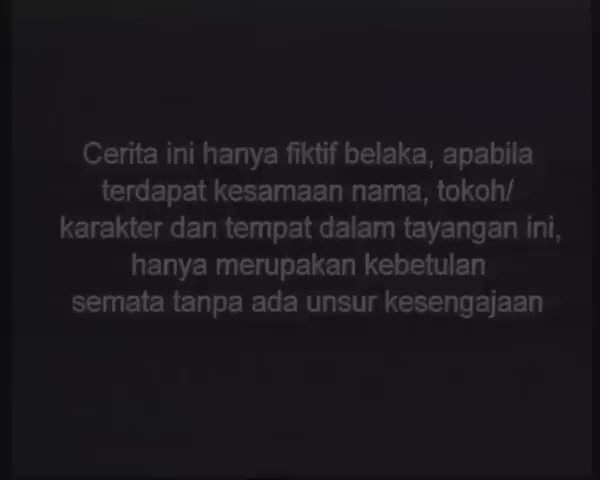 Cerita ini hanya fiktif belaka, apabila
terdapat kesamaan nama, tokoh/
karakter dan tempat dalam tayangan ini,
hanya merupakan kebetulan
semata tanpa ada unsur kesengajaan